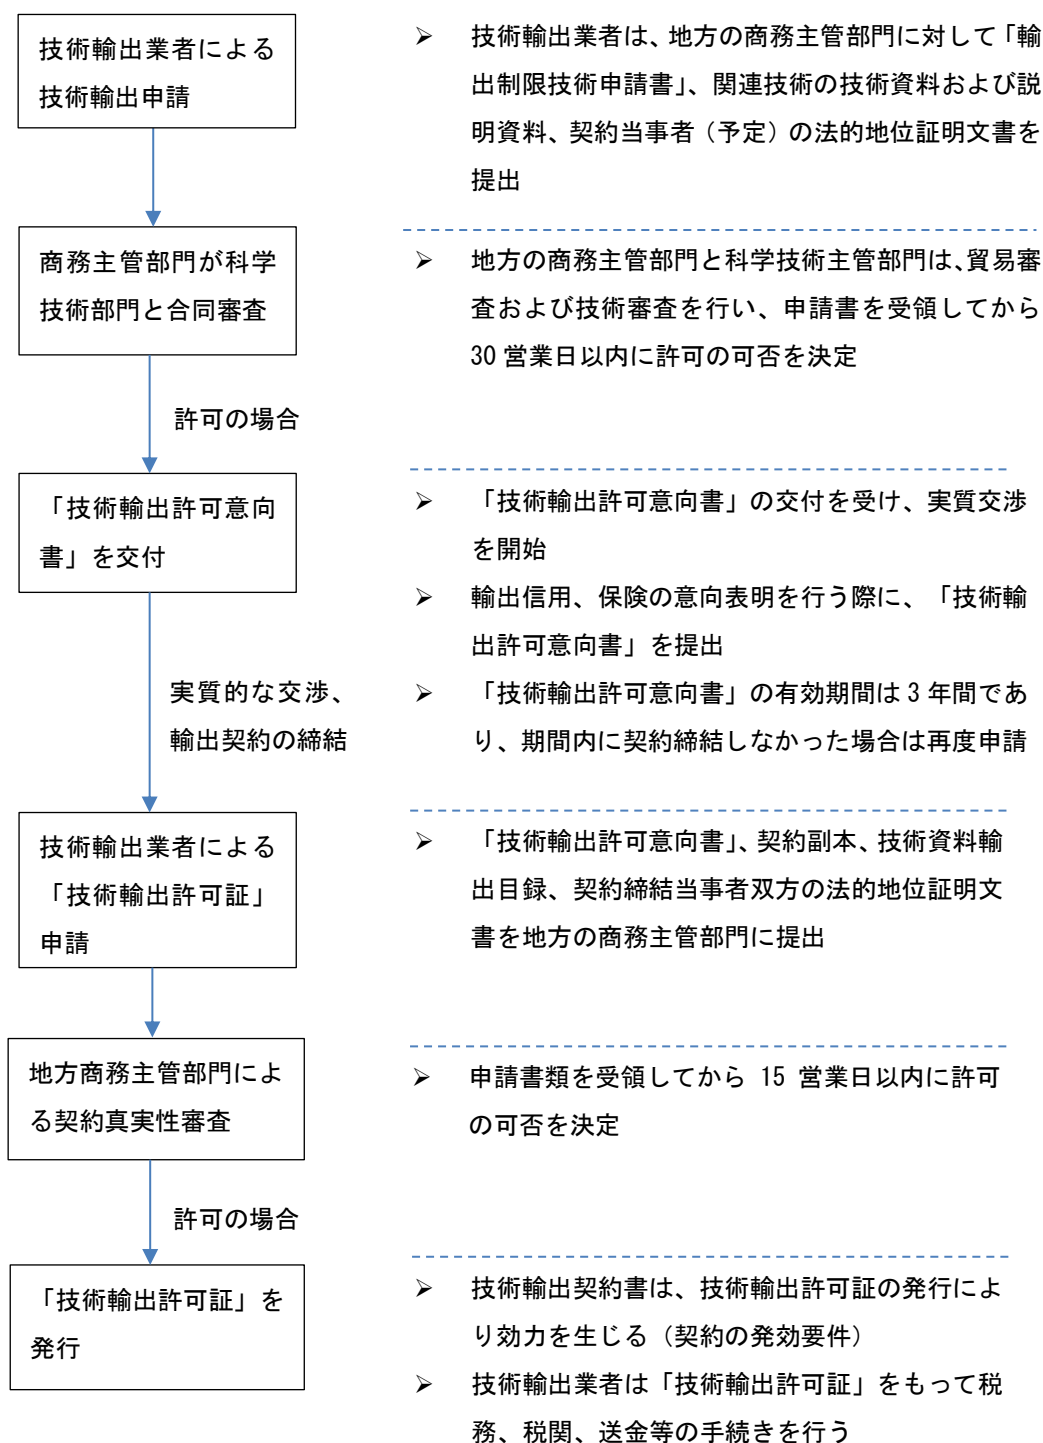 技術輸出業者による
技術輸出申請
➢ 技術輸出業者は、地方の商務主管部門に対して「輸
出制限技術申請書」、関連技術の技術資料および説
明資料、契約当事者（予定）の法的地位証明文書を
提出
商務主管部門が科学
技術部門と合同審査
➢ 地方の商務主管部門と科学技術主管部門は、貿易審
査および技術審査を行い、申請書を受領してから
30 営業日以内に許可の可否を決定
許可の場合
「技術輸出許可意向
書」を交付
➢ 「技術輸出許可意向書」の交付を受け、実質交渉
を開始
➢ 輸出信用、保険の意向表明を行う際に、「技術輸
出許可意向書」を提出
➢ 「技術輸出許可意向書」の有効期間は 3 年間であ
り、期間内に契約締結しなかった場合は再度申請
実質的な交渉、
輸出契約の締結
技術輸出業者による
「技術輸出許可証」
申請
➢ 「技術輸出許可意向書」、契約副本、技術資料輸
出目録、契約締結当事者双方の法的地位証明文
書を地方の商務主管部門に提出
地方商務主管部門によ
る契約真実性審査
➢ 申請書類を受領してから 15 営業日以内に許可
の可否を決定
許可の場合
「技術輸出許可証」を
発行
➢ 技術輸出契約書は、技術輸出許可証の発行によ
り効力を生じる（契約の発効要件）
➢ 技術輸出業者は「技術輸出許可証」をもって税
務、税関、送金等の手続きを行う